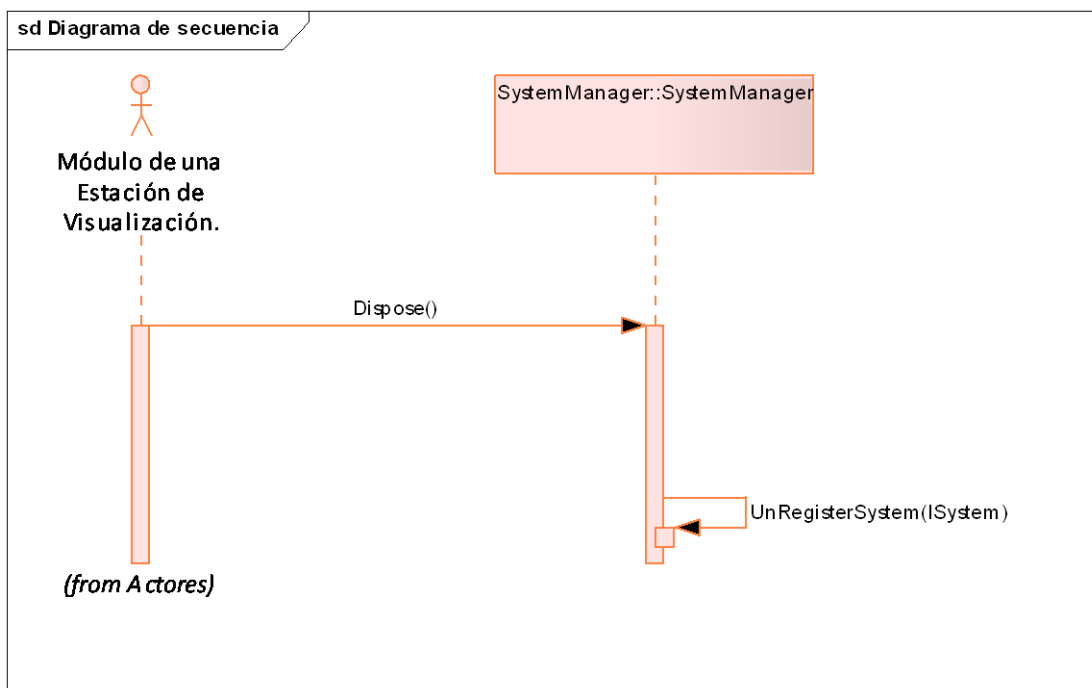 sd Diagrama de secuencia
SystemManager::SystemManager
Módulo de una
Estación de
Visualización.
Dispose()
UnRegisterSystem(ISystem)
(from Actores)